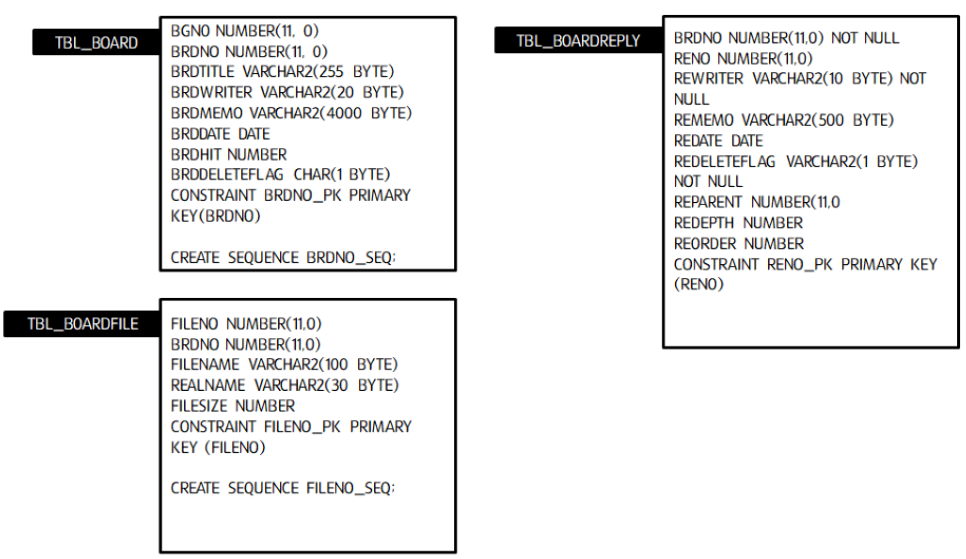 TBL_BOARD
BGNO NUMBER(11, 0)
BRDNO NUMBER(11, 0)
BRDTITLE VARCHAR2(255 BYTE)
BRDWRITER VARCHAR2(20 BYTE)
BRDMEMO VARCHAR2(4000 BYTE)
BRDDATE DATE
BRDHIT NUMBER
BRDDELETEFLAG CHAR(1 BYTE)
CONSTRAINT BRDNO_PK PRIMARY
KEY(BRDNO)
CREATE SEQUENCE BRDNO_SEQ;
TBL_BOARDREPLY
BRDNO NUMBER(11,0) NOT NULL
RENO NUMBER(11,0)
REWRITER VARCHAR2(10 BYTE) NOT
NULL
REMEMO VARCHAR2(500 BYTE)
REDATE DATE
REDELETEFLAG VARCHAR2(1 BYTE)
NOT NULL
REPARENT NUMBER(11,0
REDEPTH NUMBER
REORDER NUMBER
CONSTRAINT RENO_PK PRIMARY KEY
(RENO)
TBL_BOARDFILE
FILENO NUMBER(11,0)
BRDNO NUMBER(11,0)
FILENAME VARCHAR2(100 BYTE)
REALNAME VARCHAR2(30 BYTE)
FILESIZE NUMBER
CONSTRAINT FILENO_PK PRIMARY
KEY (FILENO)
CREATE SEQUENCE FILENO_SEQ;